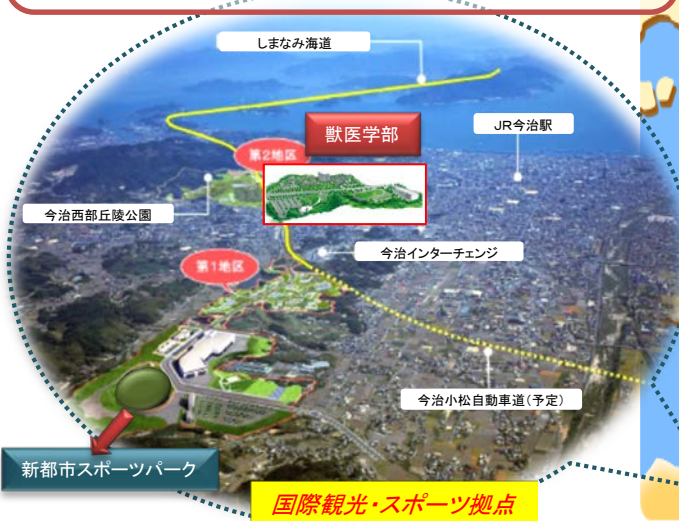 しまなみ海道
獣医学部
JR今治駅
第2地区
今治西部丘陵公園
今治インターチェンジ
第1地区
今治小松自動車道(予定)
新都市スポーツパーク
国際観光・スポーツ拠点